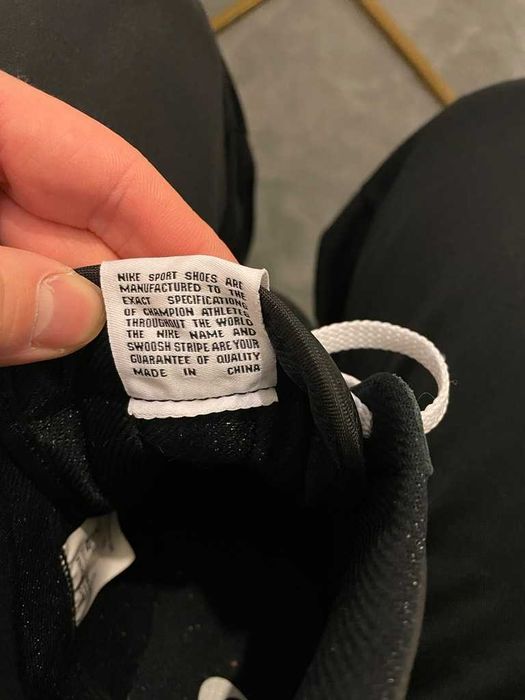 NIKE SPORT SHOES ARE
MANUFACTURED TO THE
EXACT SPECIFICATIONS
OF CHAMPION ATHLETES
THROUGHOUT THE WORLD
THE NIKE NAME AND
SWOOSH STRIPE ARE YOUR
GUARANTEE OF QUALITY
MADE IN CHINA